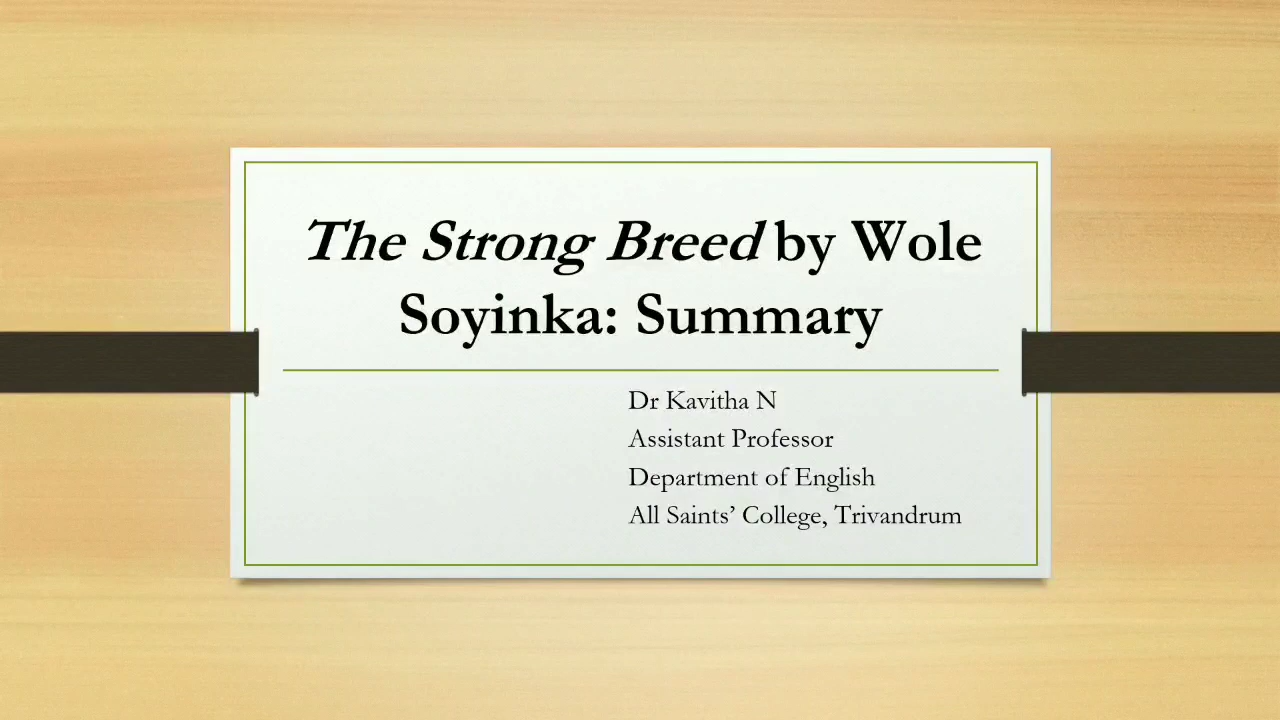 The Strong Breed by Wole
Soyinka: Summary
Dr Kavitha N
Assistant Professor
Department of English
All Saints’ College, Trivandrum